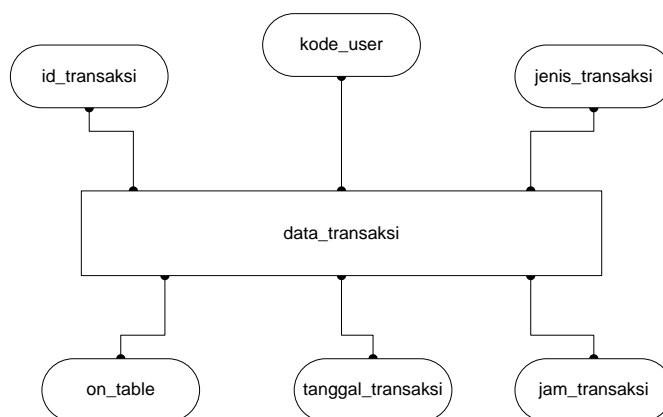 kode_user
id_transaksi
jenis_transaksi
data_transaksi
on_table
tanggal_transaksi
jam_transaksi